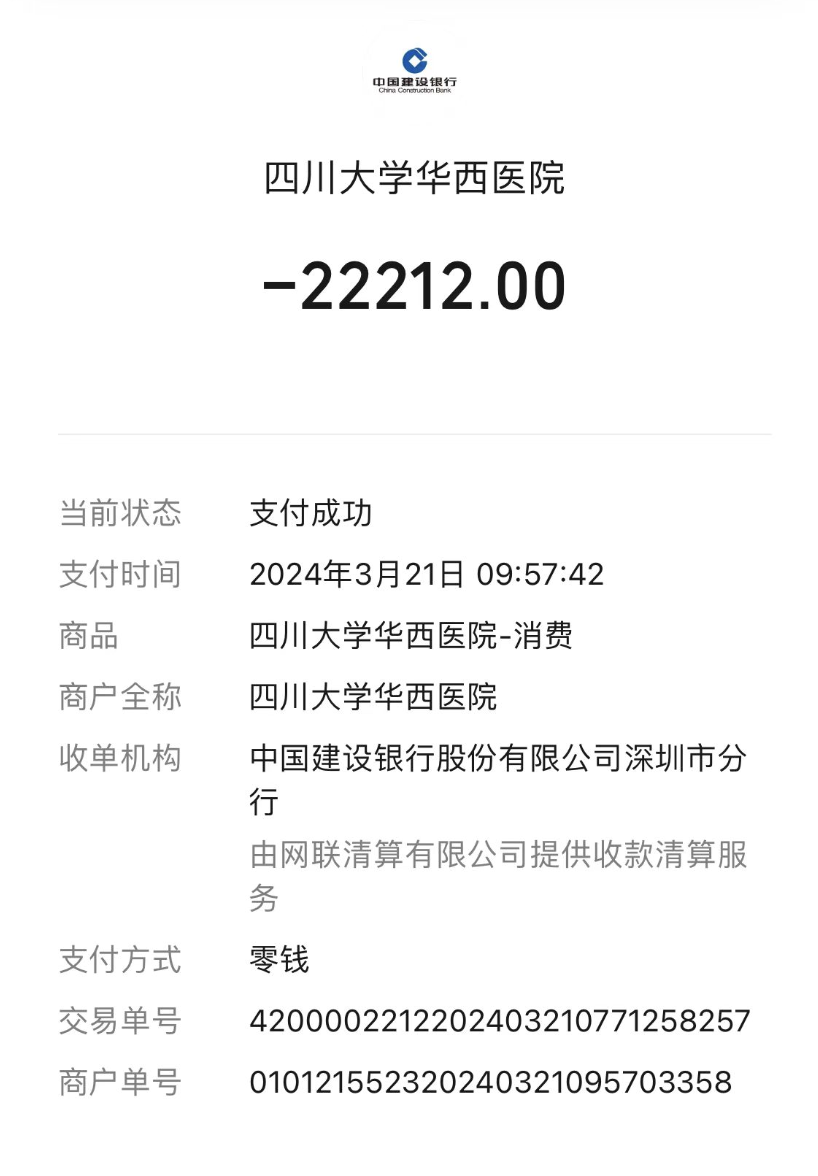 中国建设银行
China Construction Bank
四川大学华西医院
-22212.00
当前状态 支付成功
支付时间 2024年3月21日 09:57:42
商品 四川大学华西医院-消费
商户全称 四川大学华西医院
收单机构 中国建设银行股份有限公司深圳市分
行
由网联清算有限公司提供收款清算服
务
支付方式 零钱
交易单号 4200002212202403210771258257
商户单号 010121552320240321095703358